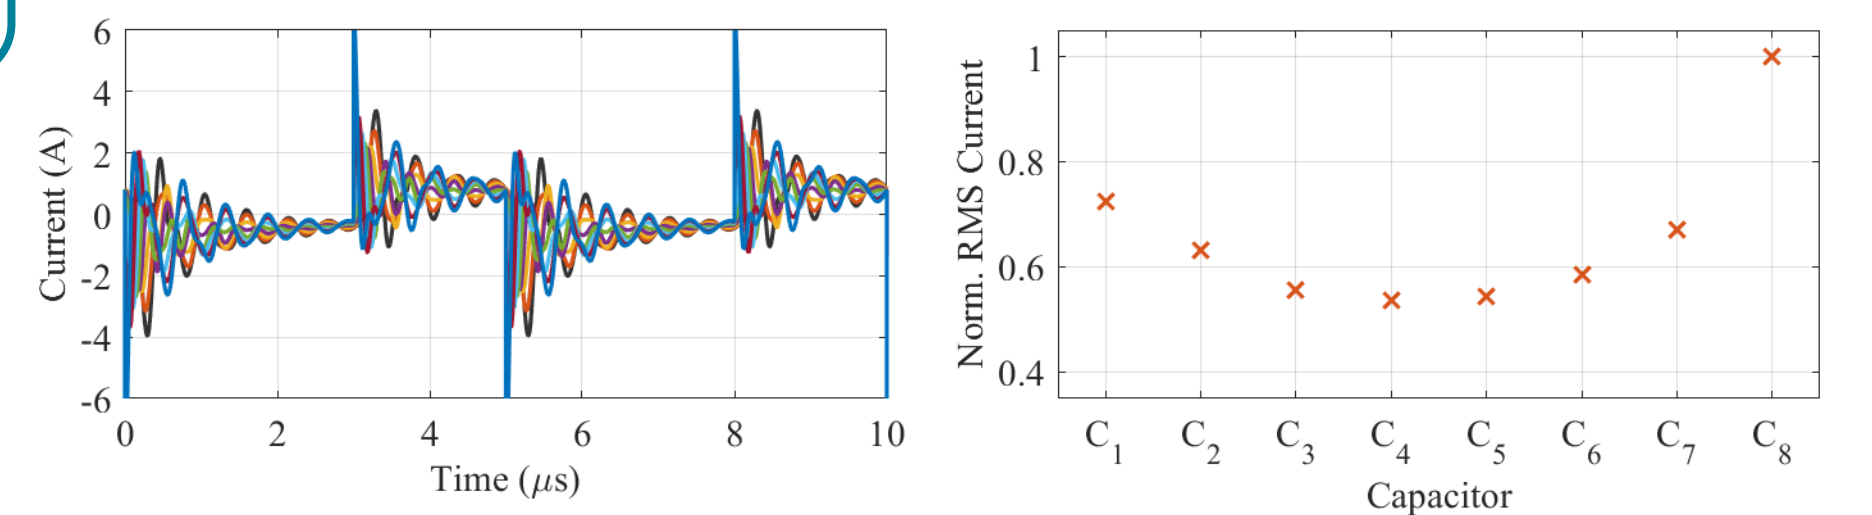 6
4
2
0
-2
-4
-6
Current (A)
0 2 4 6 8 10
Time (μs)
1
0.8
0.6
0.4
Norm. RMS Current
C1 C2 C3 C4 C5 C6 C7 C8
Capacitor